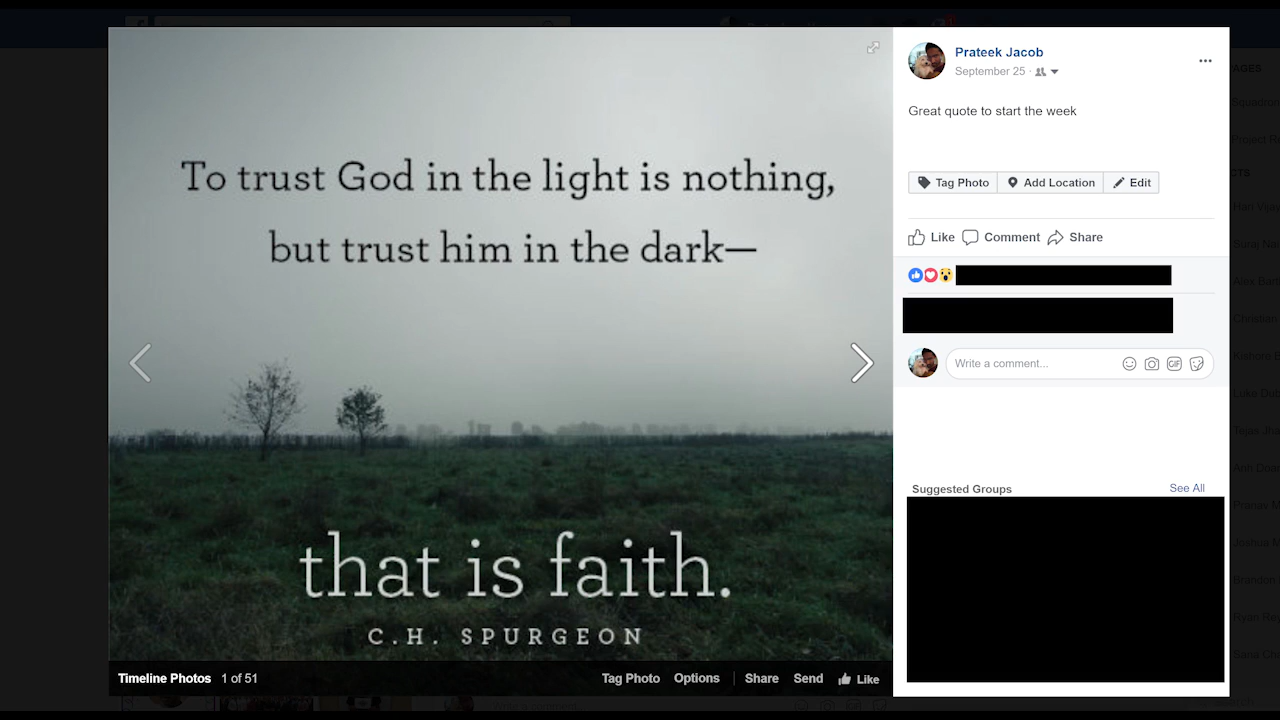 To trust God in the light is nothing,
but trust him in the dark—
that is faith.
C.H. SPURGEON
Timeline Photos 1 of 51
Tag Photo Options Share Send Like
Prateek Jacob
September 25 ·
Great quote to start the week
Tag Photo Add Location Edit
Like Comment Share
Write a comment...
GIF
Suggested Groups See All